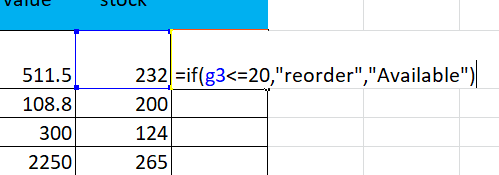 value stock
511.5 232 =if(g3<=20,"reorder","Available")
108.8 200
300 124
2250 265